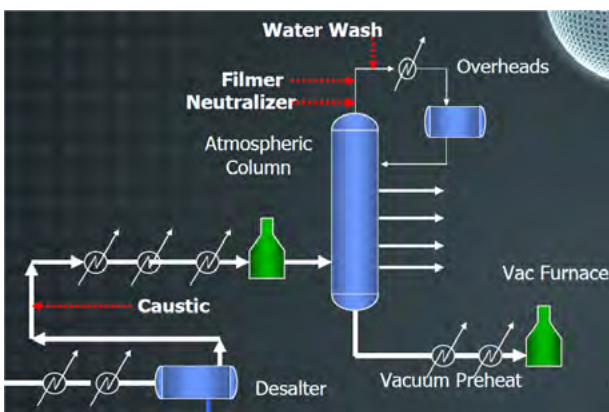 Water Wash
Overheads
Filmer
Neutralizer
Atmospheric
Column
Vac Furnace
Caustic
Desalter
Vacuum Preheat